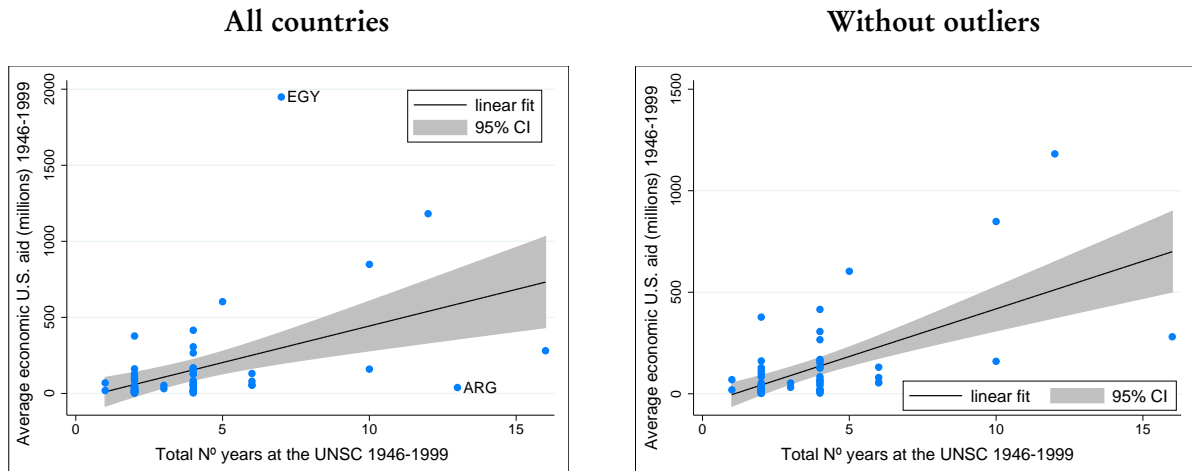 All countries
Average economic U.S. aid (millions) 1946-1999
2000
1500
1000
500
0
EGY
ARG
linear fit
95% CI
0 5 10 15
Total Nº years at the UNSC 1946-1999
Without outliers
Average economic U.S. aid (millions) 1946-1999
1500
1000
500
0
linear fit 95% CI
0 5 10 15
Total Nº years at the UNSC 1946-1999